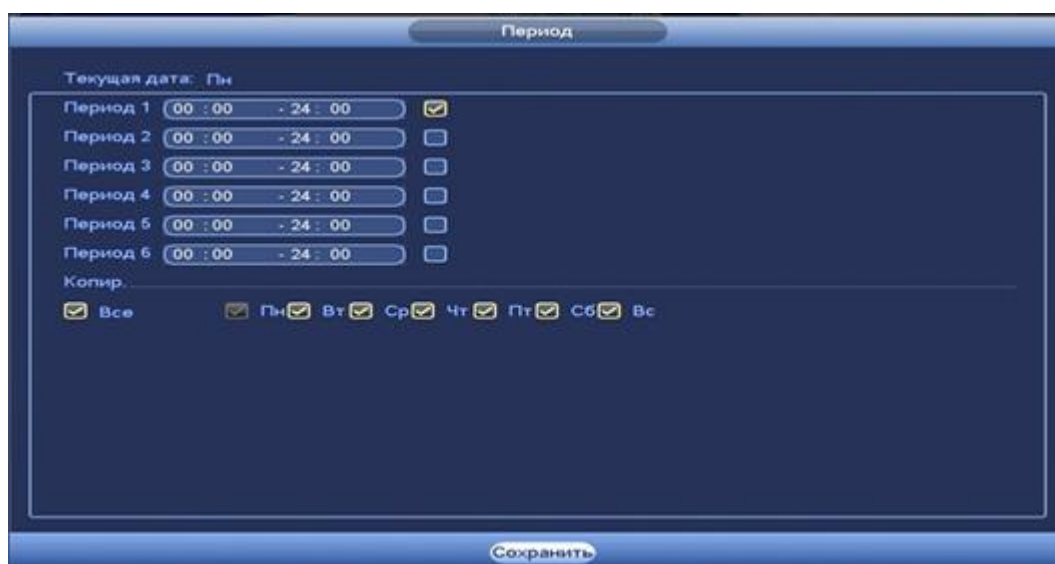 Период
Текущая дата: Пн
Период 1 00 : 00 - 24 : 00
Период 2 00 : 00 - 24 : 00
Период 3 00 : 00 - 24 : 00
Период 4 00 : 00 - 24 : 00
Период 5 00 : 00 - 24 : 00
Период 6 00 : 00 - 24 : 00
Копир.
Все Пн Вт Ср Чт Пт Сб Вс
Сохранить